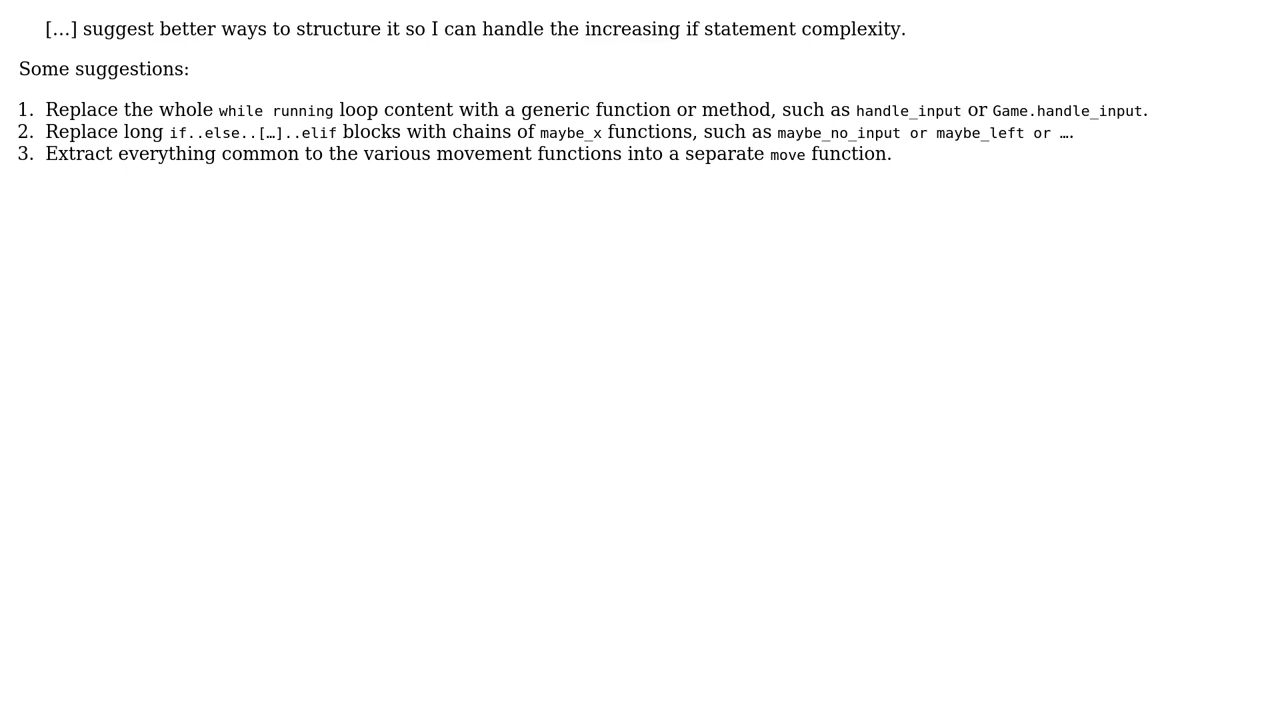 […] suggest better ways to structure it so I can handle the increasing if statement complexity.
Some suggestions:
1. Replace the whole while running loop content with a generic function or method, such as handle_input or Game.handle_input.
2. Replace long if..else..[…]..elif blocks with chains of maybe_x functions, such as maybe_no_input or maybe_left or ….
3. Extract everything common to the various movement functions into a separate move function.